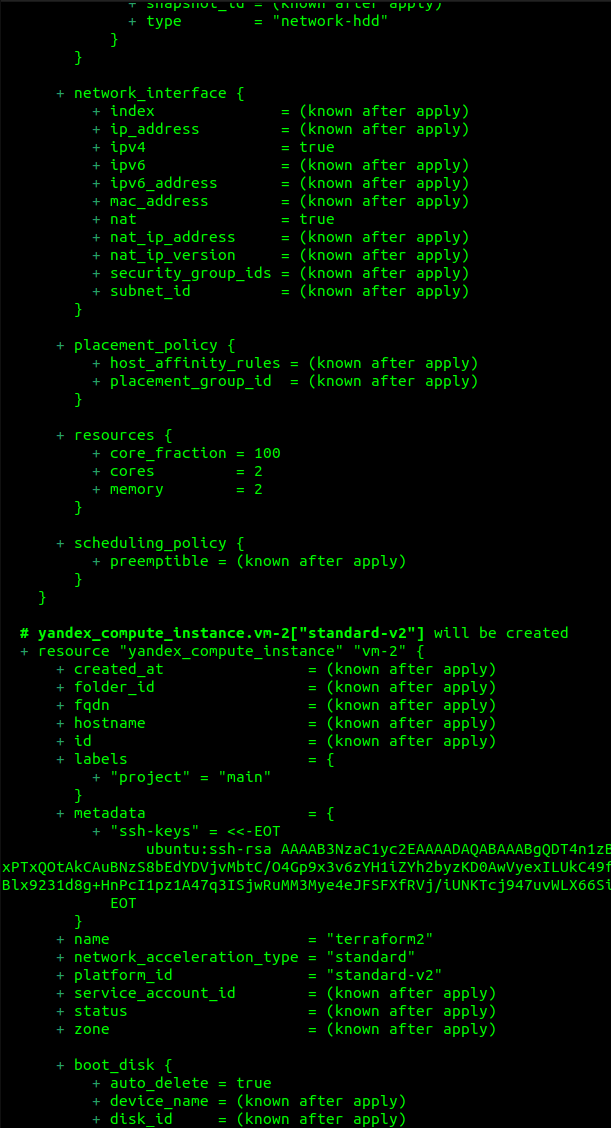 + snapshot_id = (known after apply)
              + type        = "network-hdd"
            }
        }

      + network_interface {
          + index              = (known after apply)
          + ip_address         = (known after apply)
          + ipv4               = true
          + ipv6               = (known after apply)
          + ipv6_address       = (known after apply)
          + mac_address        = (known after apply)
          + nat                = true
          + nat_ip_address     = (known after apply)
          + nat_ip_version     = (known after apply)
          + security_group_ids = (known after apply)
          + subnet_id          = (known after apply)
        }

      + placement_policy {
          + host_affinity_rules = (known after apply)
          + placement_group_id  = (known after apply)
        }

      + resources {
          + core_fraction = 100
          + cores         = 2
          + memory        = 2
        }

      + scheduling_policy {
          + preemptible = (known after apply)
        }
    }

  # yandex_compute_instance.vm-2["standard-v2"] will be created
  + resource "yandex_compute_instance" "vm-2" {
      + created_at                = (known after apply)
      + folder_id                 = (known after apply)
      + fqdn                      = (known after apply)
      + hostname                  = (known after apply)
      + id                        = (known after apply)
      + labels                    = {
          + "project" = "main"
        }
      + metadata                  = {
          + "ssh-keys" = <<-EOT
                ubuntu:ssh-rsa AAAAB3NzaC1yc2EAAAADAQABAAABgQDT4n1zB
xPTxQOtAkCAuBNzS8bEdYDVjvMbtC/O4Gp9x3v6zYH1iZYh2byzKD0AwVyexILUkC49f
Blx9231d8g+HnPcI1pz1A47q3ISjwRuMM3Mye4eJFSFXfRVj/iUNKTcj947uvWLX66Si
            EOT
        }
      + name                      = "terraform2"
      + network_acceleration_type = "standard"
      + platform_id               = "standard-v2"
      + service_account_id        = (known after apply)
      + status                    = (known after apply)
      + zone                      = (known after apply)

      + boot_disk {
          + auto_delete = true
          + device_name = (known after apply)
          + disk_id     = (known after apply)